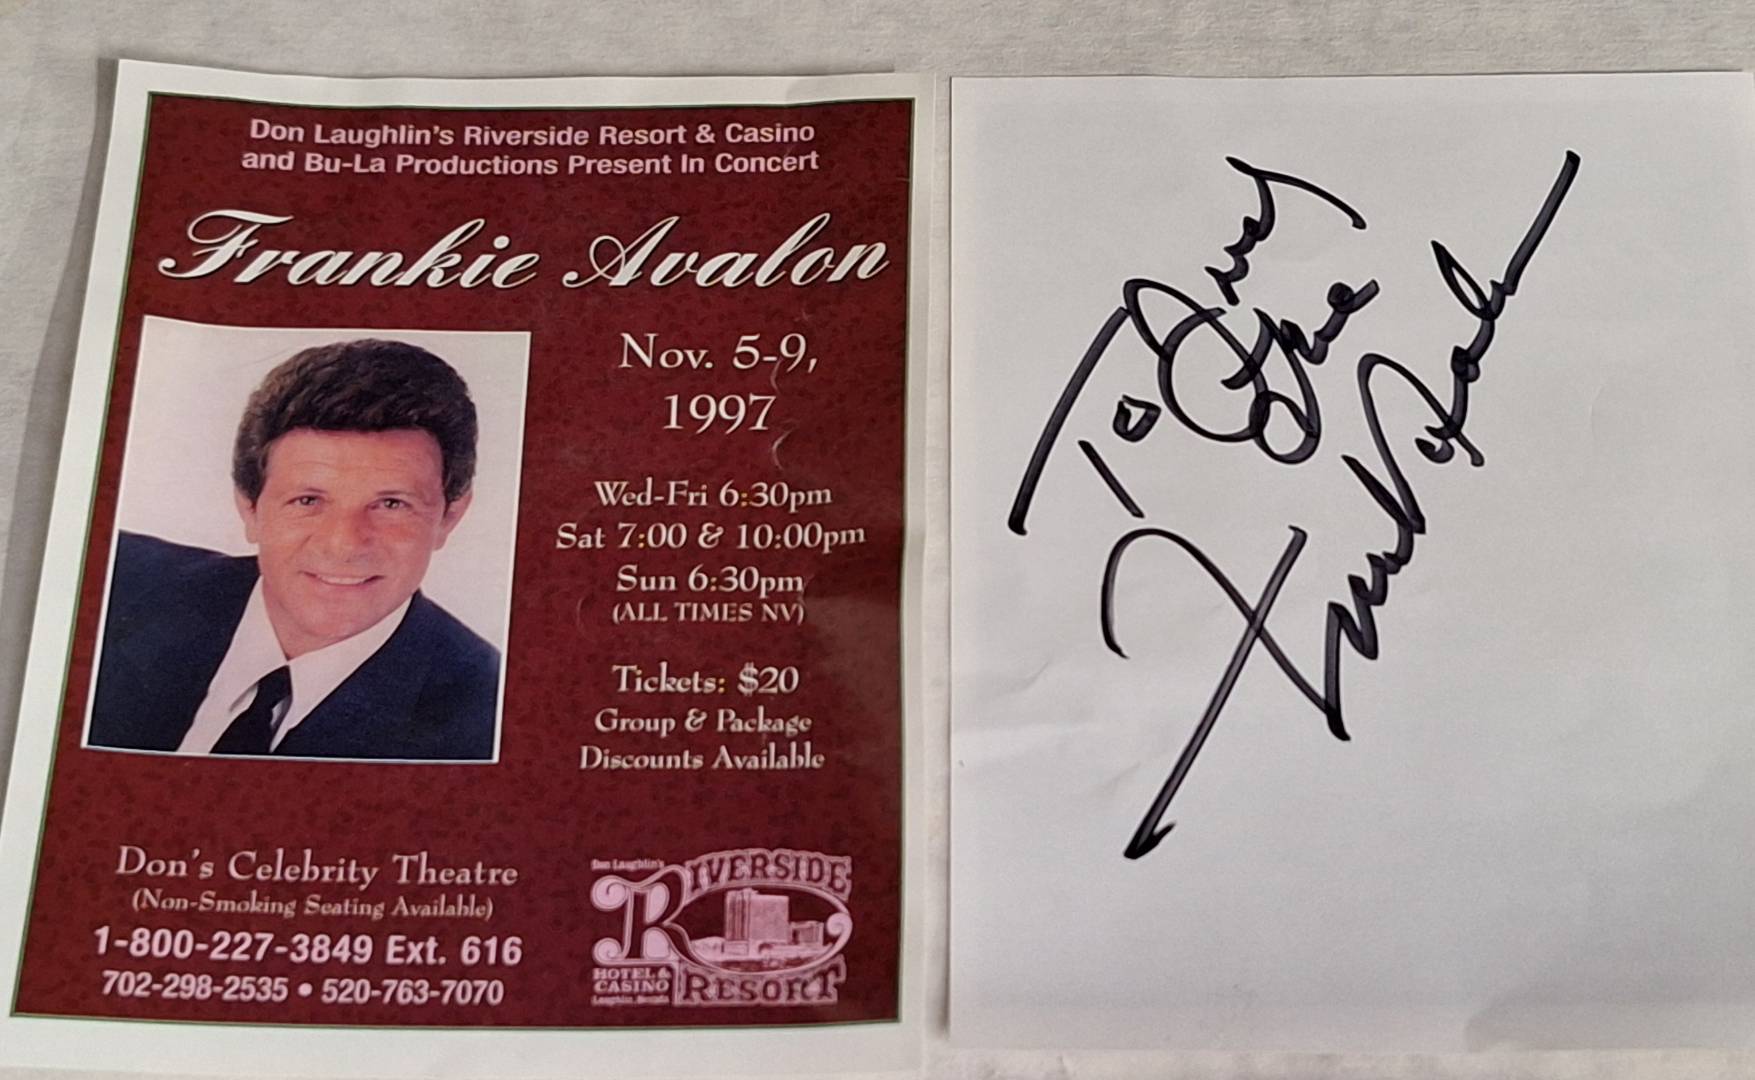 Don Laughlin's Riverside Resort & Casino
and Bu-La Productions Present In Concert
Frankie Avalon
Nov. 5-9,
1997
Wed-Fri 6:30pm
Sat 7:00 & 10:00pm
Sun 6:30pm
(ALL TIMES NV)
Tickets: $20
Group & Package
Discounts Available
Don's Celebrity Theatre
(Non-Smoking Seating Available)
1-800-227-3849 Ext. 616
702-298-2535 • 520-763-7070
Don Laughlin's
RIVERSIDE
HOTEL &
CASINO
Laughlin, Nevada
RESORT
To
Frankie Avalon